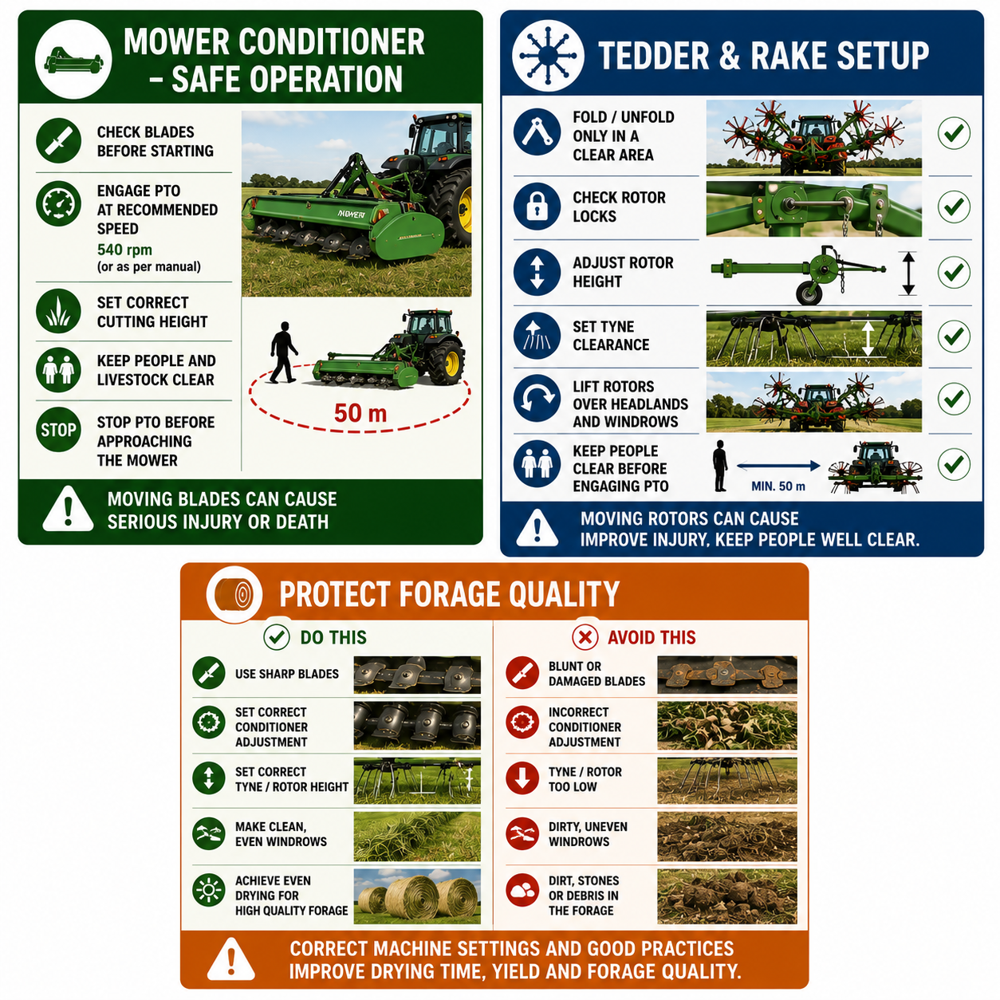 MOWER CONDITIONER
– SAFE OPERATION
CHECK BLADES
BEFORE STARTING
ENGAGE PTO
AT RECOMMENDED
SPEED
540 rpm
(or as per manual)
SET CORRECT
CUTTING HEIGHT
KEEP PEOPLE AND
LIVESTOCK CLEAR
STOP
STOP PTO BEFORE
APPROACHING
THE MOWER
50 m
MOVING BLADES CAN CAUSE
SERIOUS INJURY OR DEATH
TEDDER & RAKE SETUP
FOLD / UNFOLD
ONLY IN A
CLEAR AREA
CHECK ROTOR
LOCKS
ADJUST ROTOR
HEIGHT
SET TYNE
CLEARANCE
LIFT ROTORS
OVER HEADLANDS
AND WINDROWS
KEEP PEOPLE
CLEAR BEFORE
ENGAGING PTO
MIN. 50 m
MOVING ROTORS CAN CAUSE
IMPROVE INJURY, KEEP PEOPLE WELL CLEAR.
PROTECT FORAGE QUALITY
DO THIS
USE SHARP BLADES
SET CORRECT
CONDITIONER
ADJUSTMENT
SET CORRECT
TYNE / ROTOR HEIGHT
MAKE CLEAN,
EVEN WINDROWS
ACHIEVE EVEN
DRYING FOR
HIGH QUALITY FORAGE
AVOID THIS
BLUNT OR
DAMAGED BLADES
INCORRECT
CONDITIONER
ADJUSTMENT
TYNE / ROTOR
TOO LOW
DIRTY, UNEVEN
WINDROWS
DIRT, STONES
OR DEBRIS IN
THE FORAGE
CORRECT MACHINE SETTINGS AND GOOD PRACTICES
IMPROVE DRYING TIME, YIELD AND FORAGE QUALITY.